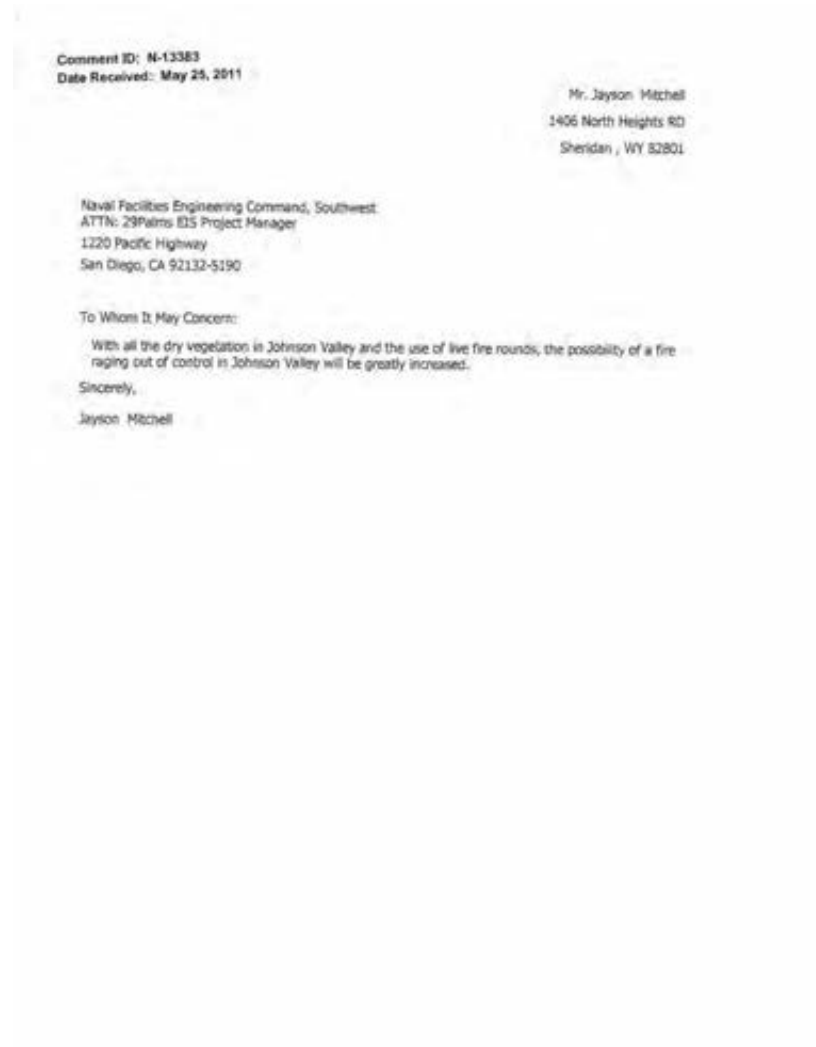 Comment ID: N-13383
Date Received: May 25, 2011
Mr. Jayson Mitchell
1406 North Heights RD
Sheridan , WY 82801
Naval Facilities Engineering Command, Southwest
ATTN: 29Palms EIS Project Manager
1220 Pacific Highway
San Diego, CA 92132-5190
To Whom It May Concern:
With all the dry vegetation in Johnson Valley and the use of live fire rounds, the possibility of a fire
raging out of control in Johnson Valley will be greatly increased.
Sincerely,
Jayson Mitchell